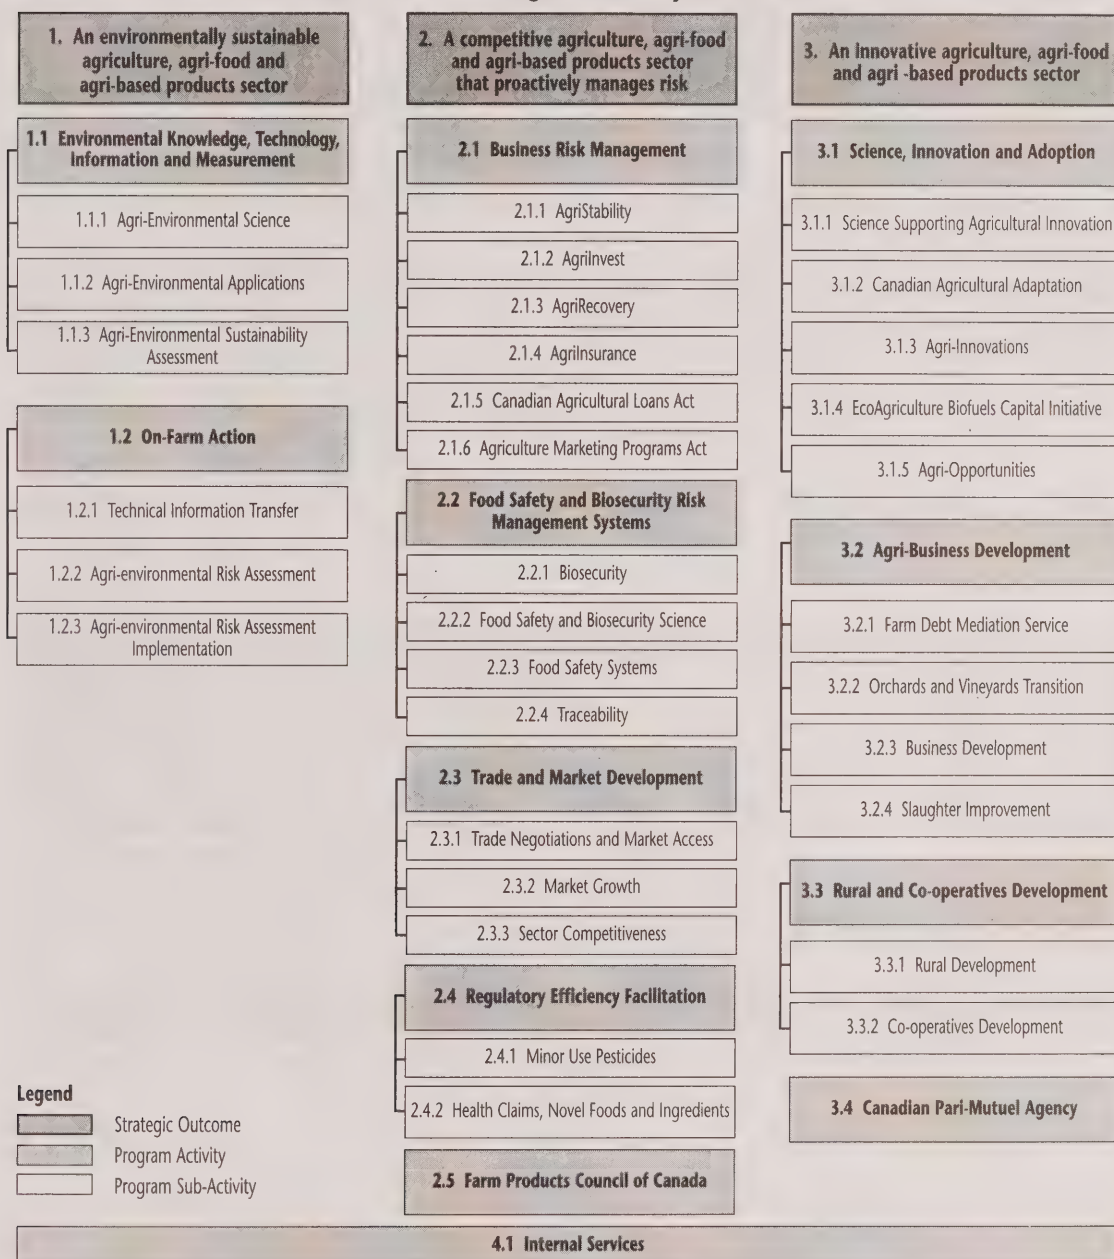 1. An environmentally sustainable
agriculture, agri-food and
agri-based products sector
1.1 Environmental Knowledge, Technology,
Information and Measurement
1.1.1 Agri-Environmental Science
1.1.2 Agri-Environmental Applications
1.1.3 Agri-Environmental Sustainability
Assessment
1.2 On-Farm Action
1.2.1 Technical Information Transfer
1.2.2 Agri-environmental Risk Assessment
1.2.3 Agri-environmental Risk Assessment
Implementation
2. A competitive agriculture, agri-food
and agri-based products sector
that proactively manages risk
2.1 Business Risk Management
2.1.1 AgriStability
2.1.2 AgriInvest
2.1.3 AgriRecovery
2.1.4 AgriInsurance
2.1.5 Canadian Agricultural Loans Act
2.1.6 Agriculture Marketing Programs Act
2.2 Food Safety and Biosecurity Risk
Management Systems
2.2.1 Biosecurity
2.2.2 Food Safety and Biosecurity Science
2.2.3 Food Safety Systems
2.2.4 Traceability
2.3 Trade and Market Development
2.3.1 Trade Negotiations and Market Access
2.3.2 Market Growth
2.3.3 Sector Competitiveness
2.4 Regulatory Efficiency Facilitation
2.4.1 Minor Use Pesticides
2.4.2 Health Claims, Novel Foods and Ingredients
2.5 Farm Products Council of Canada
3. An Innovative agriculture, agri-food
and agri -based products sector
3.1 Science, Innovation and Adoption
3.1.1 Science Supporting Agricultural Innovation
3.1.2 Canadian Agricultural Adaptation
3.1.3 Agri-Innovations
3.1.4 EcoAgriculture Biofuels Capital Initiative
3.1.5 Agri-Opportunities
3.2 Agri-Business Development
3.2.1 Farm Debt Mediation Service
3.2.2 Orchards and Vineyards Transition
3.2.3 Business Development
3.2.4 Slaughter Improvement
3.3 Rural and Co-operatives Development
3.3.1 Rural Development
3.3.2 Co-operatives Development
3.4 Canadian Pari-Mutuel Agency
Legend
Strategic Outcome
Program Activity
Program Sub-Activity
4.1 Internal Services